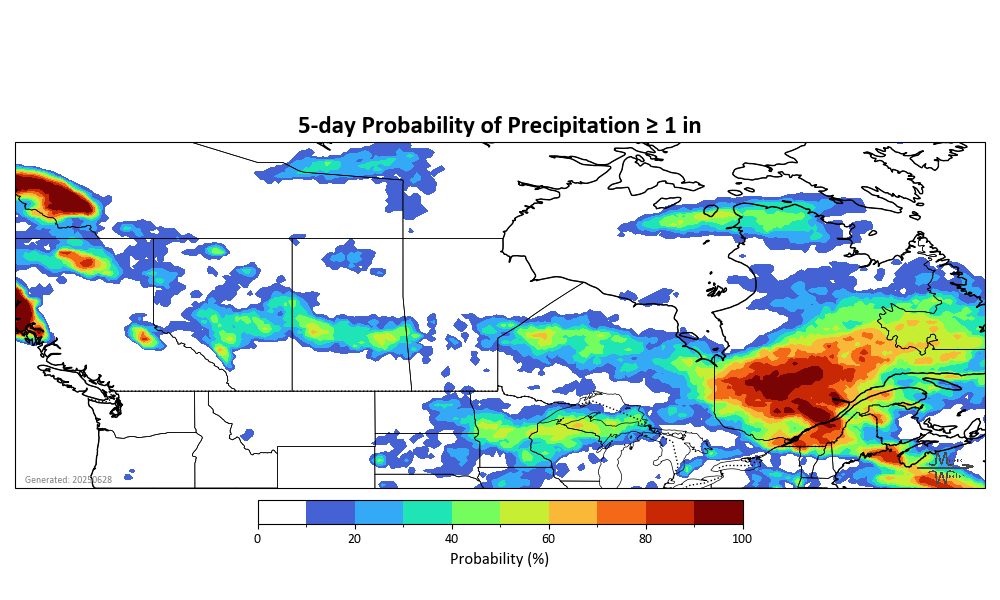 5-day Probability of Precipitation ≥ 1 in
Generated: 20250628
0 20 40 60 80 100
Probability (%)